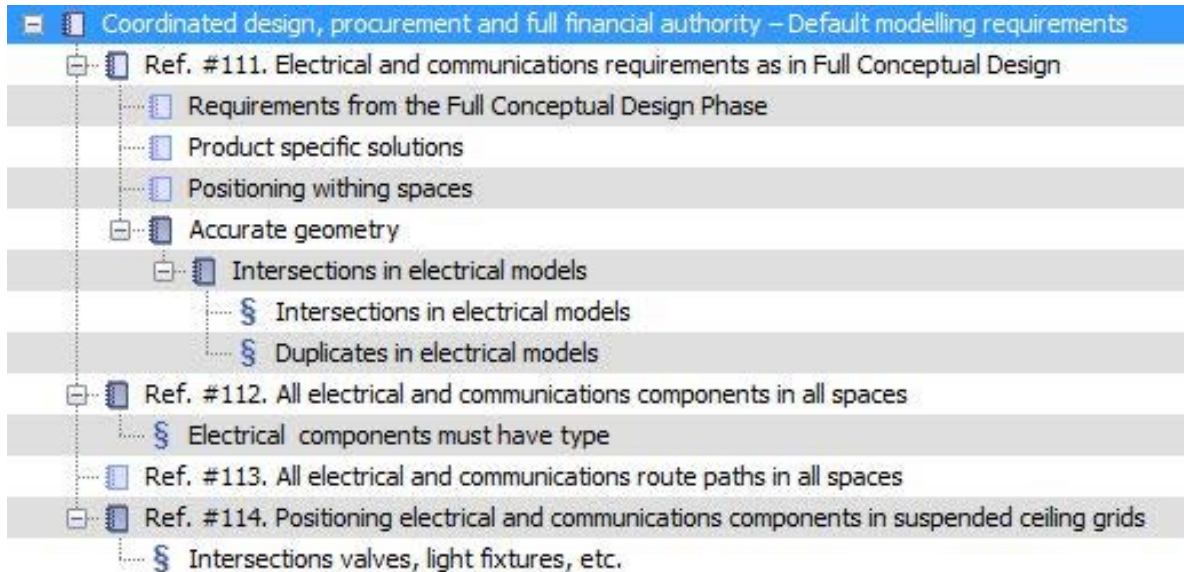 Coordinated design, procurement and full financial authority – Default modelling requirements
Ref. #111. Electrical and communications requirements as in Full Conceptual Design
Requirements from the Full Conceptual Design Phase
Product specific solutions
Positioning withing spaces
Accurate geometry
Intersections in electrical models
§ Intersections in electrical models
§ Duplicates in electrical models
Ref. #112. All electrical and communications components in all spaces
§ Electrical  components must have type
Ref. #113. All electrical and communications route paths in all spaces
Ref. #114. Positioning electrical and communications components in suspended ceiling grids
§ Intersections valves, light fixtures, etc.